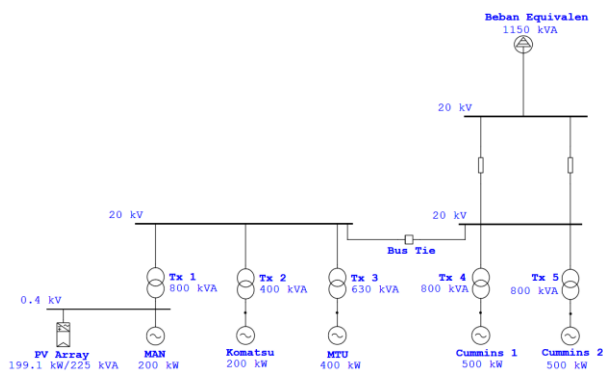 Beban Equivalen
1150 kVA
20 kV
20 kV
20 kV
Bus Tie
Tx 1
800 kVA
Tx 2
400 kVA
Tx 3
630 kVA
Tx 4
800 kVA
Tx 5
800 kVA
0.4 kV
PV Array
199.1 kW/225 kVA
MAN
200 kW
Komatsu
200 kW
MTU
400 kW
Cummins 1
500 kW
Cummins 2
500 kW